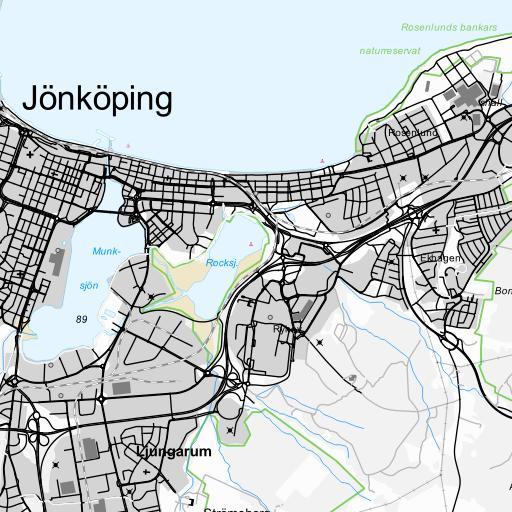 Rosenlunds bankars
naturreservat
Jönköping
Rosenlund
Munk-
sjön
Rocksj.
Ekhagen
89
Ljungarum